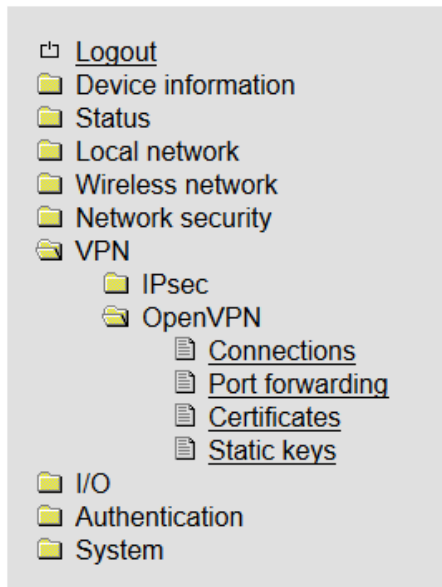 Logout
Device information
Status
Local network
Wireless network
Network security
VPN
IPsec
OpenVPN
Connections
Port forwarding
Certificates
Static keys
I/O
Authentication
System